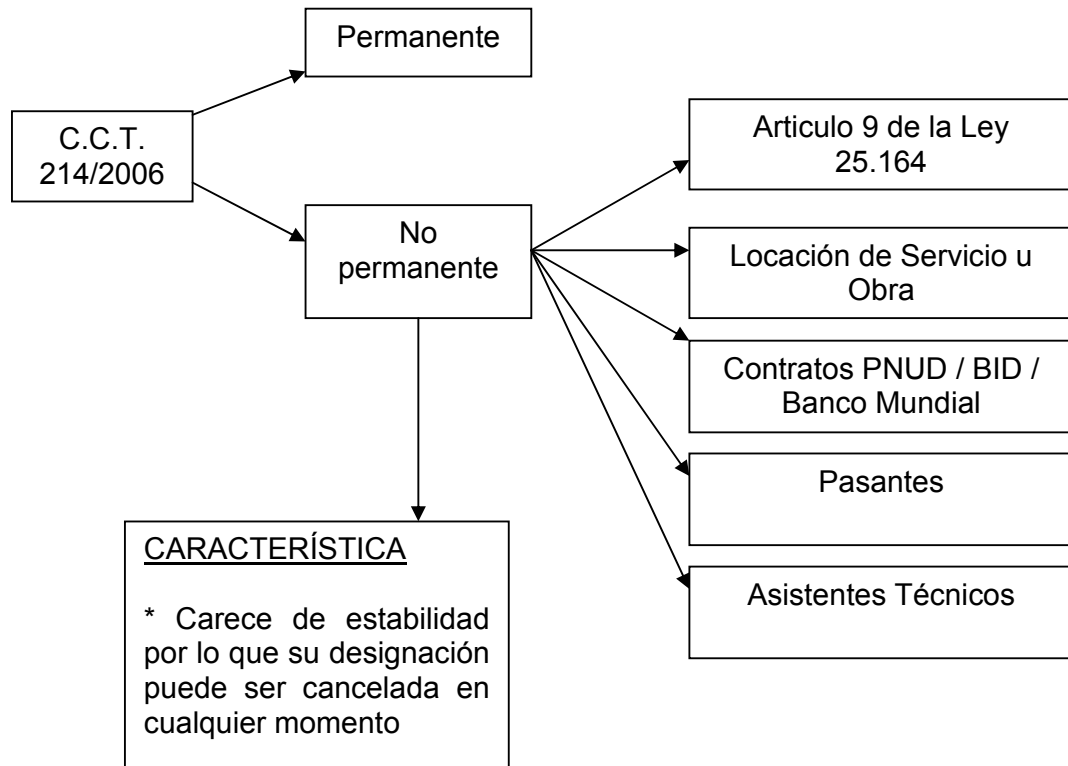 Permanente
C.C.T.
214/2006
No
permanente
Articulo 9 de la Ley
25.164
Locación de Servicio u
Obra
Contratos PNUD / BID /
Banco Mundial
Pasantes
Asistentes Técnicos
CARACTERÍSTICA
* Carece de estabilidad
por lo que su designación
puede ser cancelada en
cualquier momento